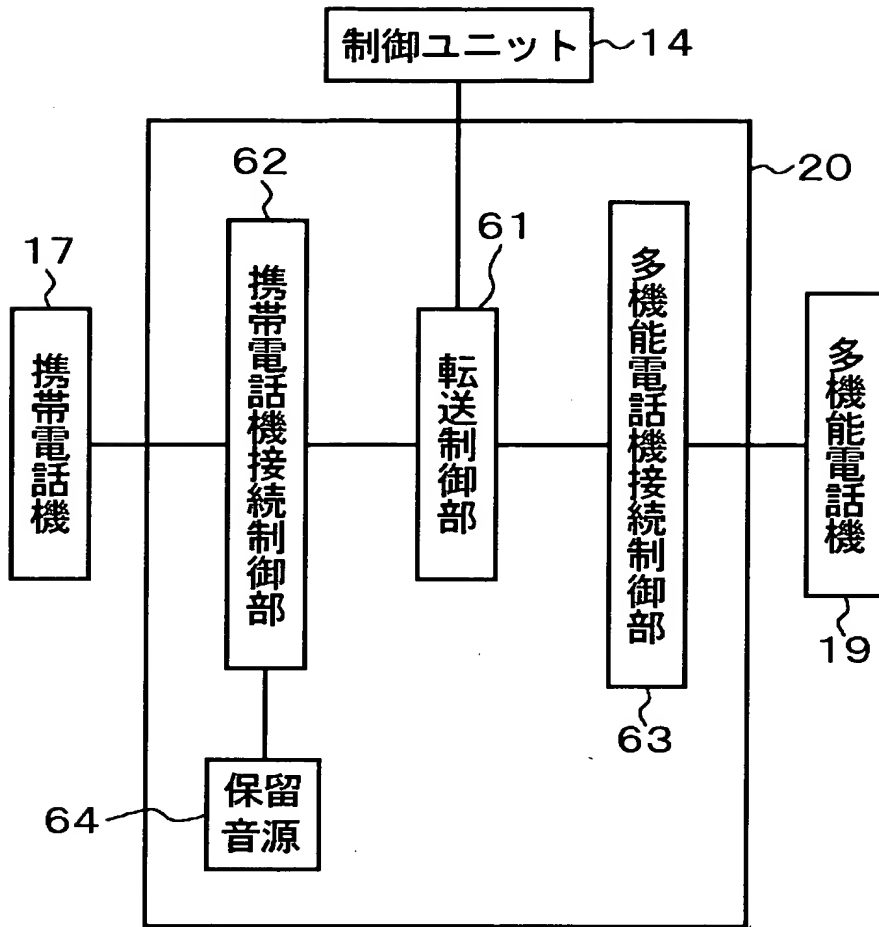 制御ユニット
14
20
62
61
17
携帯電話機
携帯電話機接続制御部
転送制御部
多機能電話機接続制御部
多機能電話機
19
63
64
保留
音源